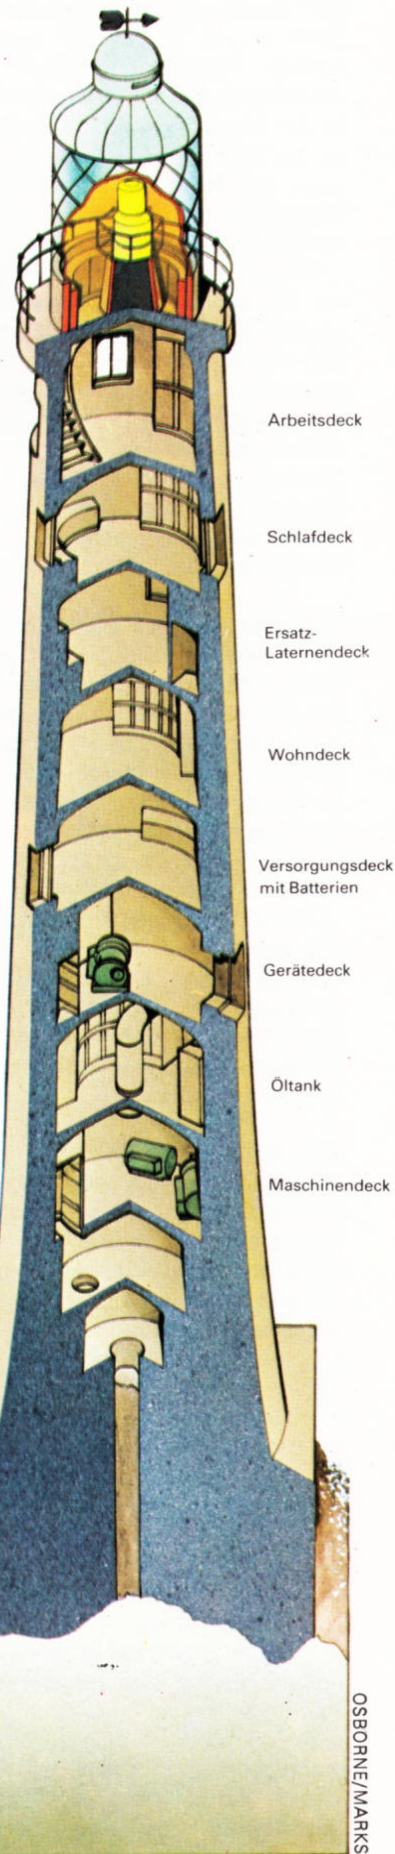 Arbeitsdeck
Schlafdeck
Ersatz-
Laternendeck
Wohndeck
Versorgungsdeck
mit Batterien
Gerätedeck
Öltank
Maschinendeck
OSBORNE/MARKS